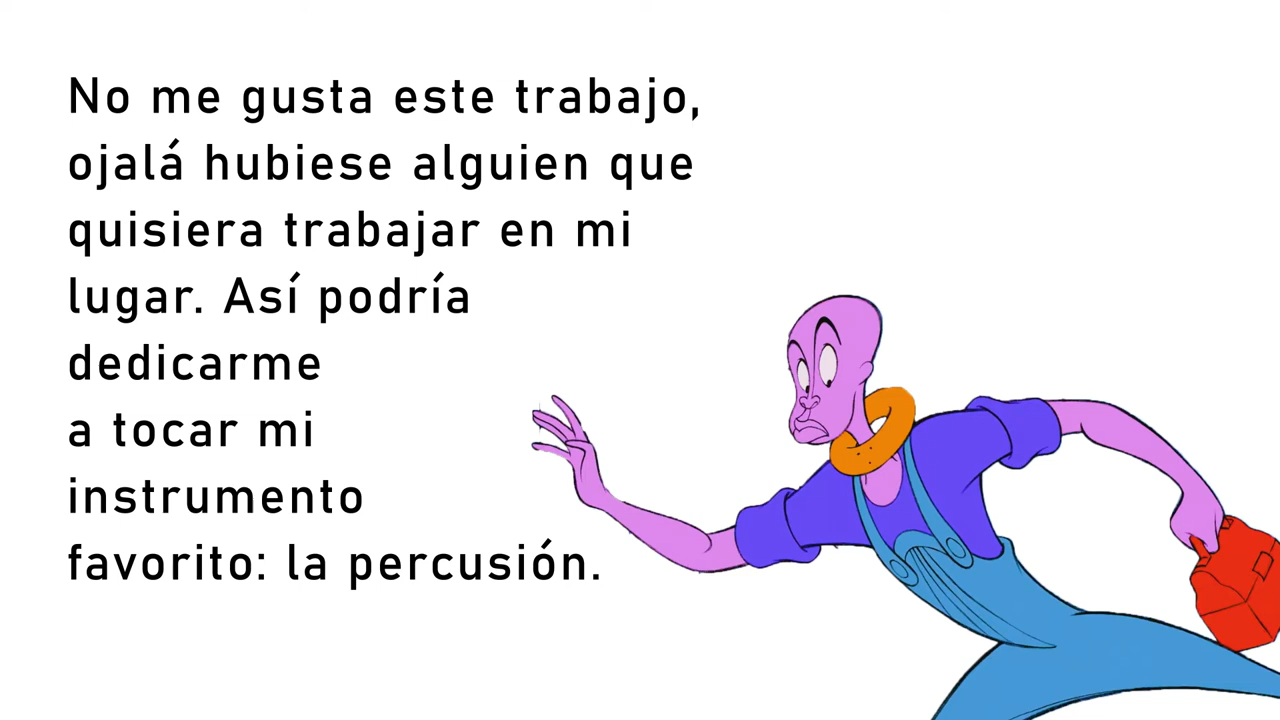 No me gusta este trabajo,
ojalá hubiese alguien que
quisiera trabajar en mi
lugar. Así podría
dedicarme
a tocar mi
instrumento
favorito: la percusión.